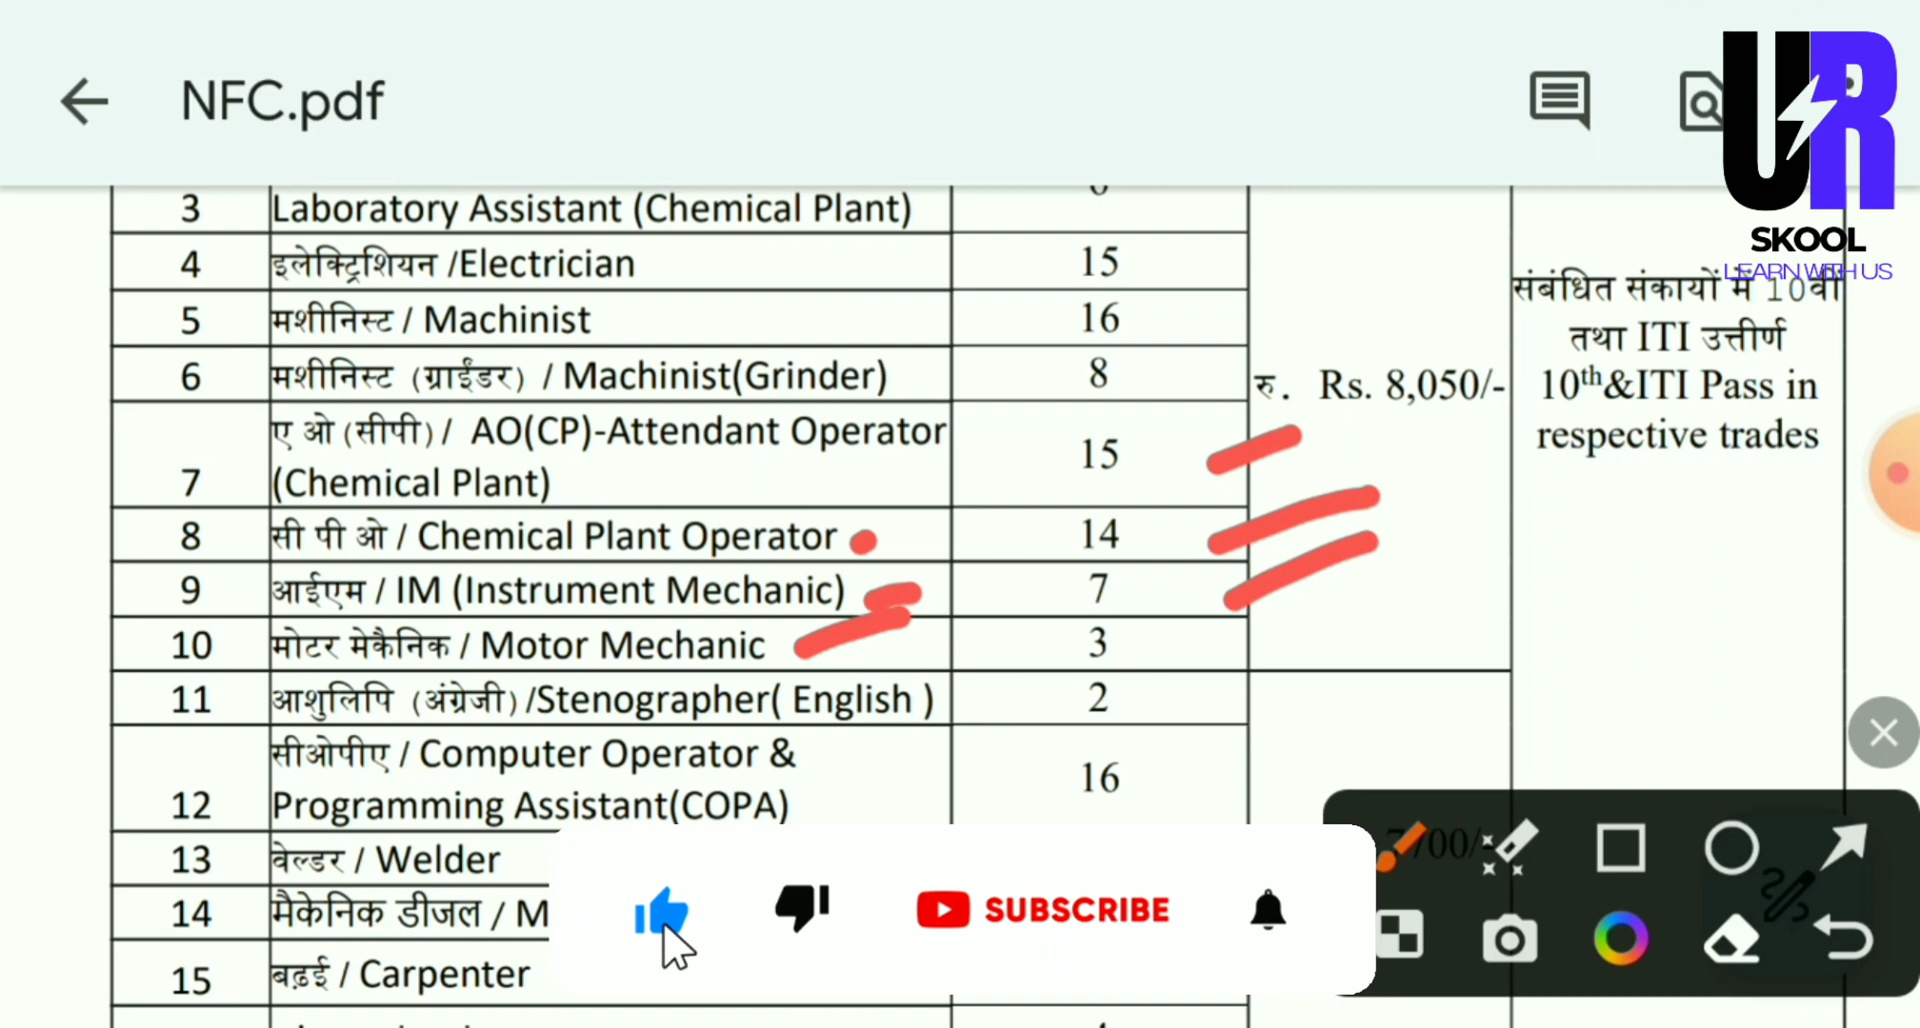 NFC.pdf
UR
SKOOL
LEARN WITH US
3 Laboratory Assistant (Chemical Plant)
4 इलेक्ट्रिशियन /Electrician 15
5 मशीनिस्ट / Machinist 16
6 मशीनिस्ट (ग्राईंडर) / Machinist(Grinder) 8
7 ए ओ (सीपी) / AO(CP)-Attendant Operator
(Chemical Plant) 15
8 सी पी ओ / Chemical Plant Operator 14
9 आईएम / IM (Instrument Mechanic) 7
10 मोटर मेकैनिक / Motor Mechanic 3
रु. Rs. 8,050/-
संबंधित संकायों में 10वी
तथा ITI उत्तीर्ण
10th&ITI Pass in
respective trades
11 आशुलिपि (अंग्रेजी) /Stenographer( English ) 2
12 सीओपीए / Computer Operator &
Programming Assistant(COPA) 16
13 वेल्डर / Welder
14 मैकेनिक डीजल / M
15 बढ़ई / Carpenter
SUBSCRIBE